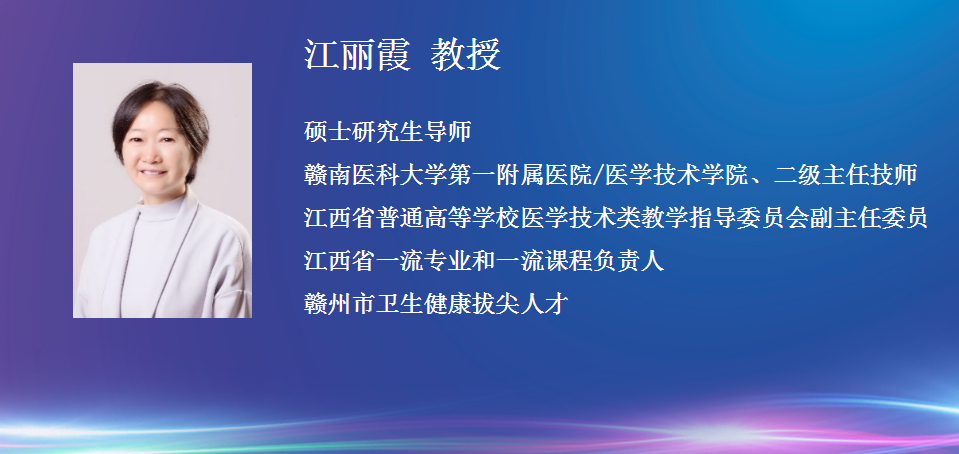 江丽霞 教授
硕士研究生导师
赣南医科大学第一附属医院/医学技术学院、二级主任技师
江西省普通高等学校医学技术类教学指导委员会副主任委员
江西省一流专业和一流课程负责人
赣州市卫生健康拔尖人才